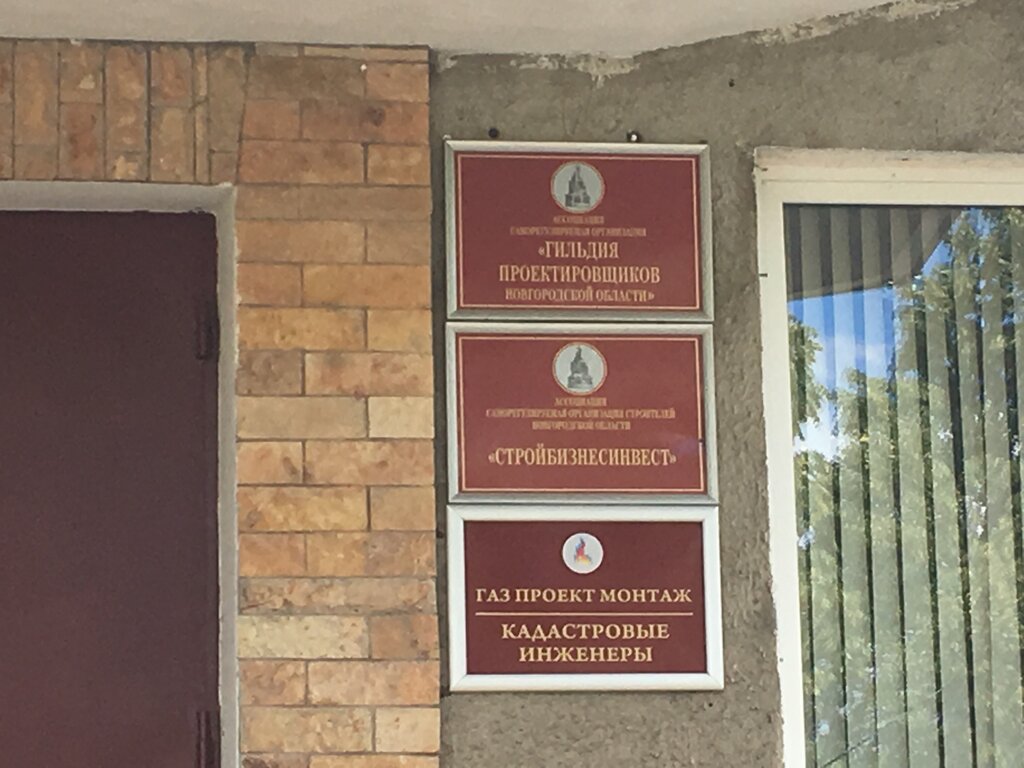 АССОЦИАЦИЯ
САМОРЕГУЛИРУЕМАЯ ОРГАНИЗАЦИЯ
«ГИЛЬДИЯ
ПРОЕКТИРОВЩИКОВ
НОВГОРОДСКОЙ ОБЛАСТИ»
АССОЦИАЦИЯ
САМОРЕГУЛИРУЕМАЯ ОРГАНИЗАЦИЯ СТРОИТЕЛЕЙ
НОВГОРОДСКОЙ ОБЛАСТИ
«СТРОЙБИЗНЕСИНВЕСТ»
ГАЗ ПРОЕКТ МОНТАЖ
КАДАСТРОВЫЕ
ИНЖЕНЕРЫ